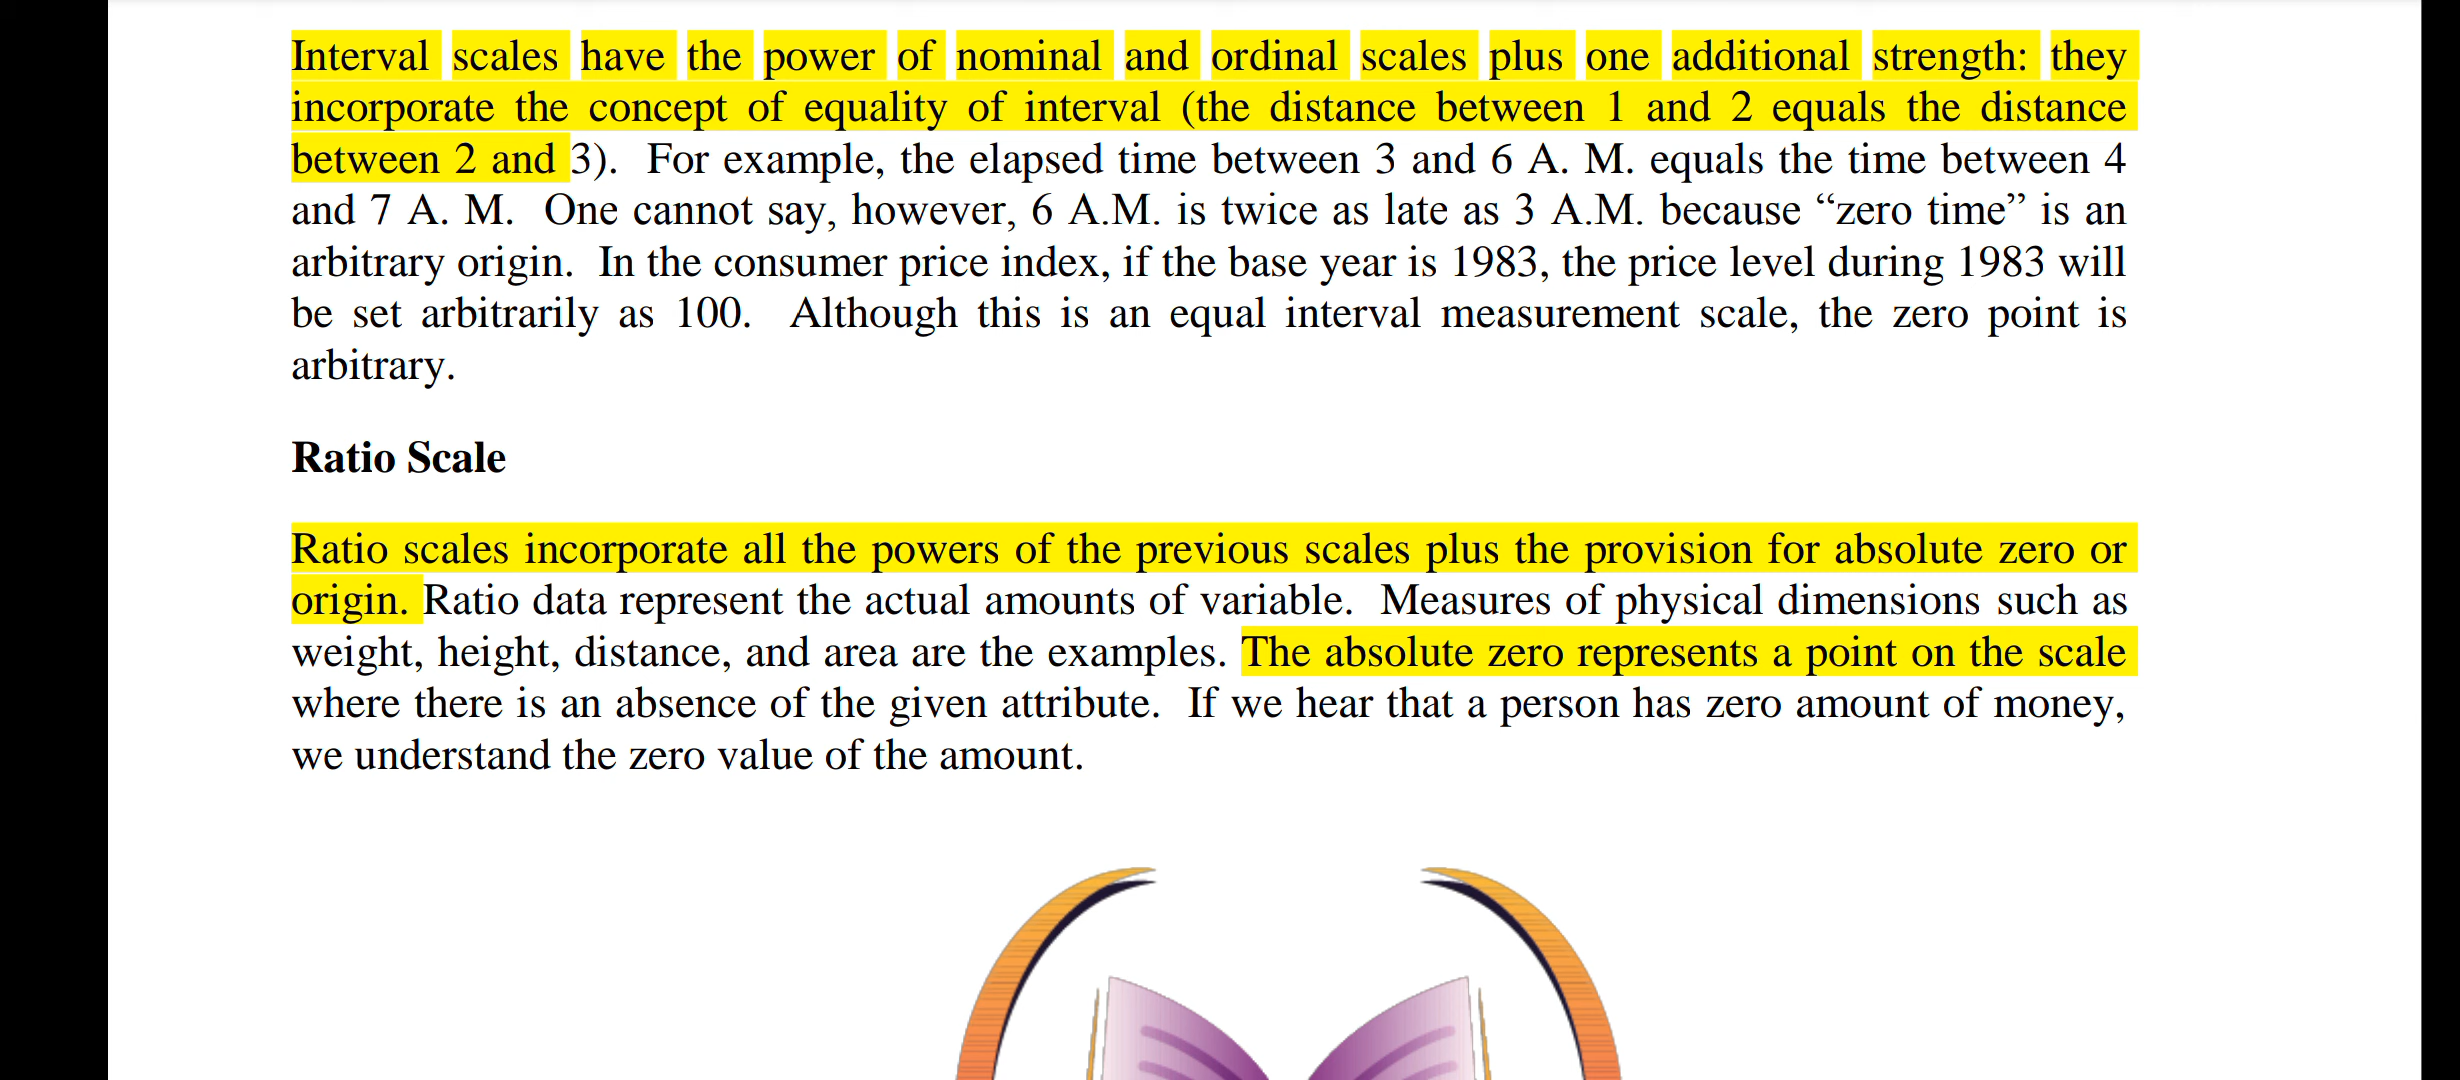 Interval scales have the power of nominal and ordinal scales plus one additional strength: they
incorporate the concept of equality of interval (the distance between 1 and 2 equals the distance
between 2 and 3).  For example, the elapsed time between 3 and 6 A. M. equals the time between 4
and 7 A. M.  One cannot say, however, 6 A.M. is twice as late as 3 A.M. because “zero time” is an
arbitrary origin.  In the consumer price index, if the base year is 1983, the price level during 1983 will
be set arbitrarily as 100.  Although this is an equal interval measurement scale, the zero point is
arbitrary.
Ratio Scale
Ratio scales incorporate all the powers of the previous scales plus the provision for absolute zero or
origin. Ratio data represent the actual amounts of variable.  Measures of physical dimensions such as
weight, height, distance, and area are the examples. The absolute zero represents a point on the scale
where there is an absence of the given attribute.  If we hear that a person has zero amount of money,
we understand the zero value of the amount.